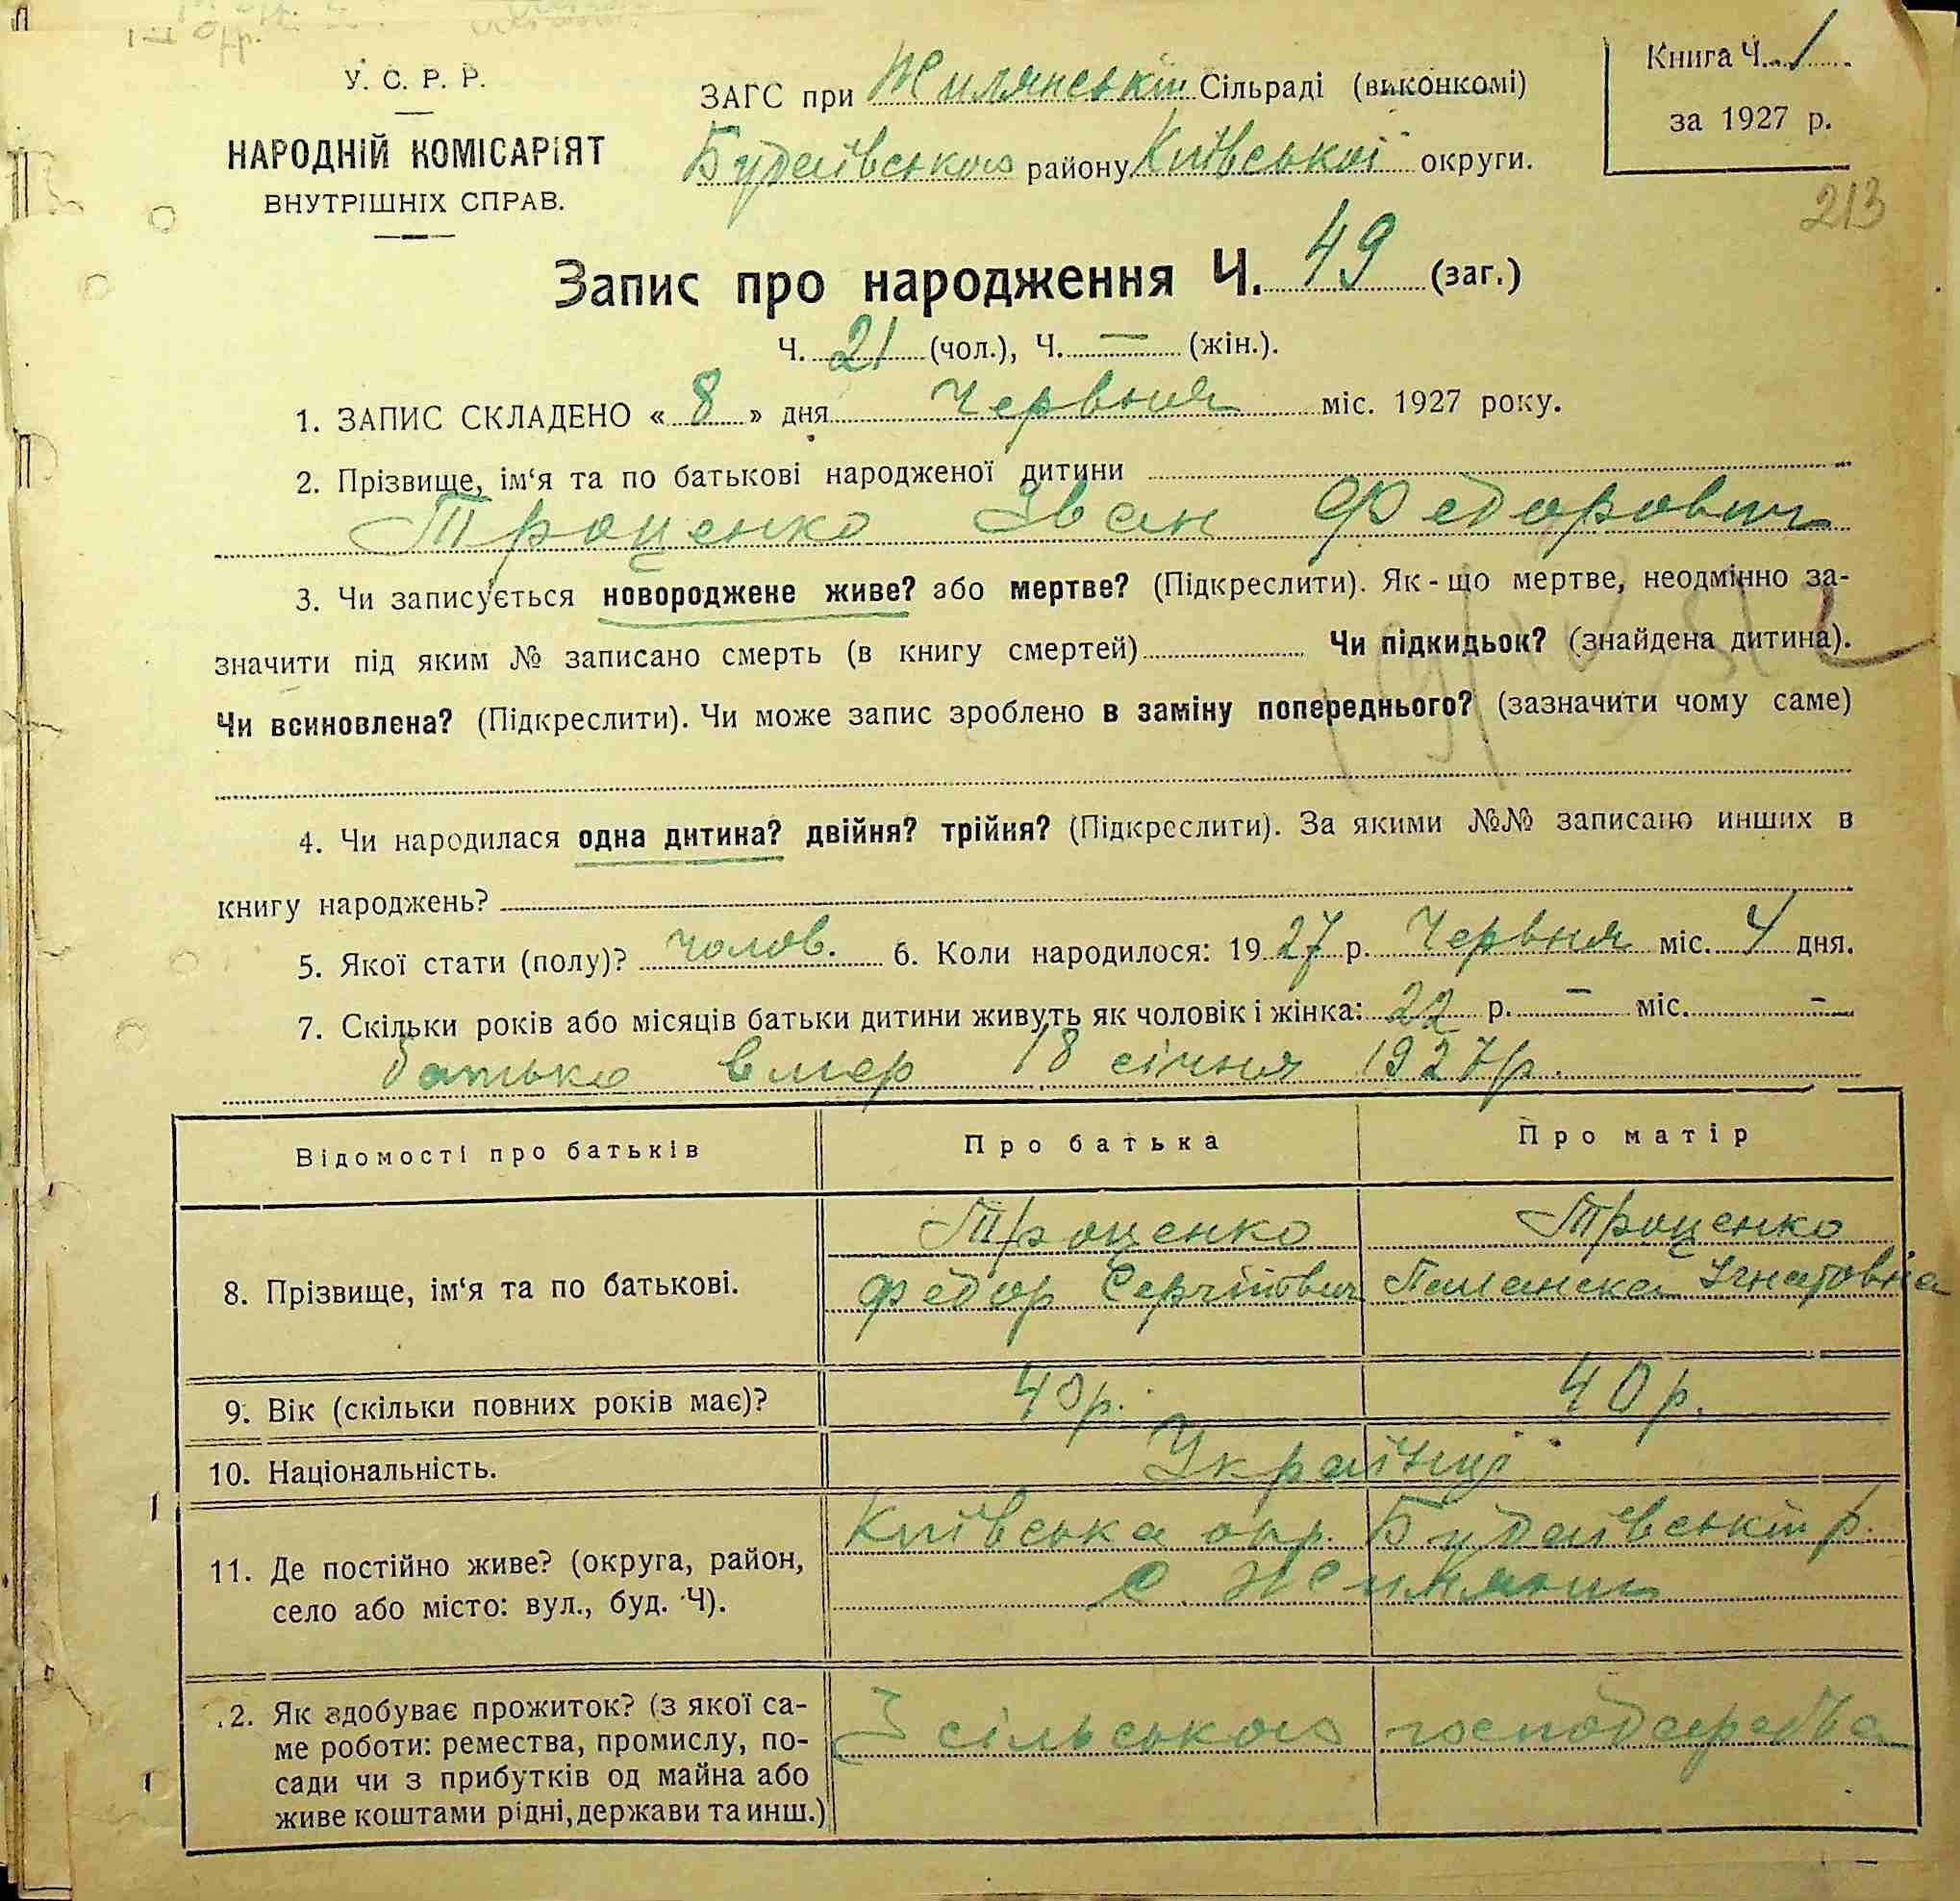 У. С. Р. Р.
НАРОДНІЙ КОМІСАРІЯТ
ВНУТРІШНІХ СПРАВ.
ЗАГС при Жилянській Сільраді (виконкомі)
Будаївського району Київської округи.
Книга Ч. 1
за 1927 р.
213
Запис про народження Ч. 49 (заг.)
Ч. 21 (чол.), Ч. — (жін.).
1. ЗАПИС СКЛАДЕНО « 8 » дня Червня міс. 1927 року.
2. Прізвище, ім‘я та по батькові народженої дитини
Троценко Іван Федорович
3. Чи записується новороджене живе? або мертве? (Підкреслити). Як-що мертве, неодмінно за-
значити під яким № записано смерть (в книгу смертей) Чи підкидьок? (знайдена дитина).
Чи всиновлена? (Підкреслити). Чи може запис зроблено в заміну попереднього? (зазначити чому саме)
4. Чи народилася одна дитина? двійня? трійня? (Підкреслити). За якими №№ записано инших в
книгу народжень?
5. Якої стати (полу)? чолов. 6. Коли народилося: 1927 р. Червня міс. 4 дня.
7. Скільки років або місяців батьки дитини живуть як чоловік і жінка: 22 р. — міс. —
батько вмер 18 січня 1927 р.
Відомості про батьків Про батька Про матір
8. Прізвище, ім‘я та по батькові.
Троценко Троценко
Федор Сергійович Палажка Ігнатовна
9. Вік (скільки повних років має)? 40 р. 40 р.
10. Національність. Українці
11. Де постійно живе? (округа, район,
село або місто: вул., буд. Ч).
Київська окр. Будаївський р.
с. Жиляни
.2. Як здобуває прожиток? (з якої са-
ме роботи: ремества, промислу, по-
сади чи з прибутків од майна або
живе коштами рідні, держави та инш.)
З сільського господарства